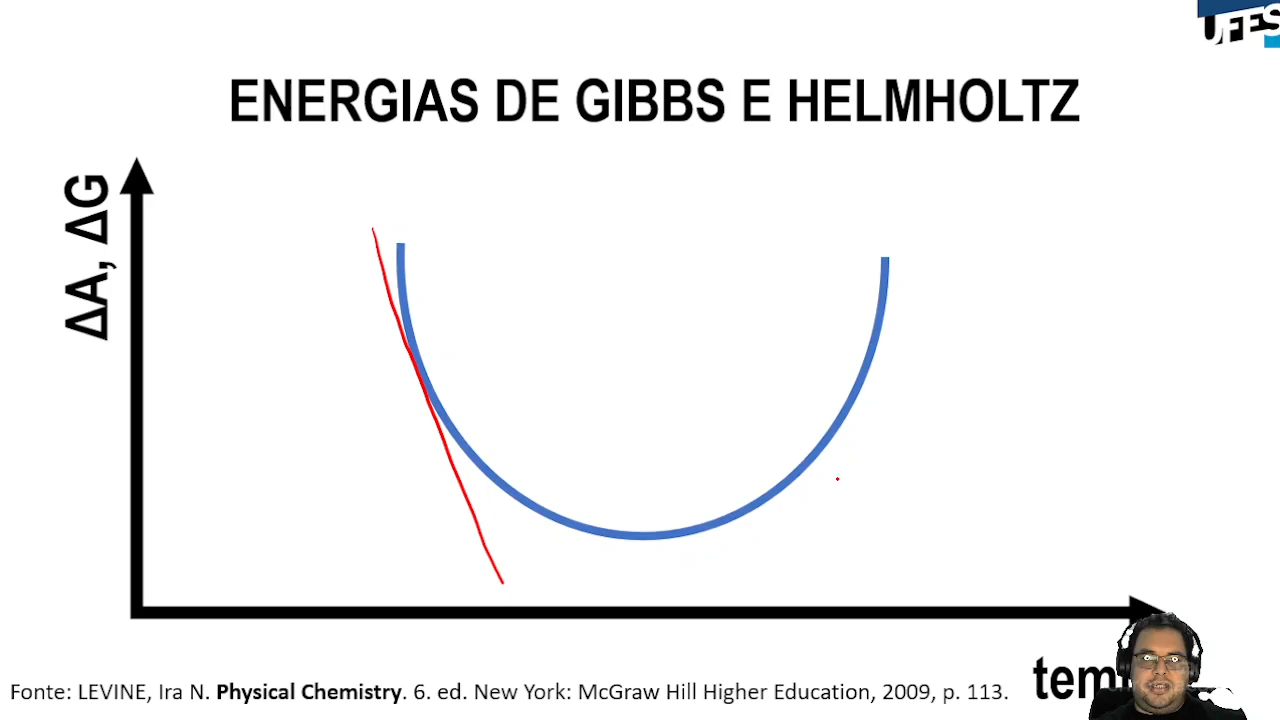 UFES
ENERGIAS DE GIBBS E HELMHOLTZ
ΔA, ΔG
Fonte: LEVINE, Ira N. Physical Chemistry. 6. ed. New York: McGraw Hill Higher Education, 2009, p. 113.